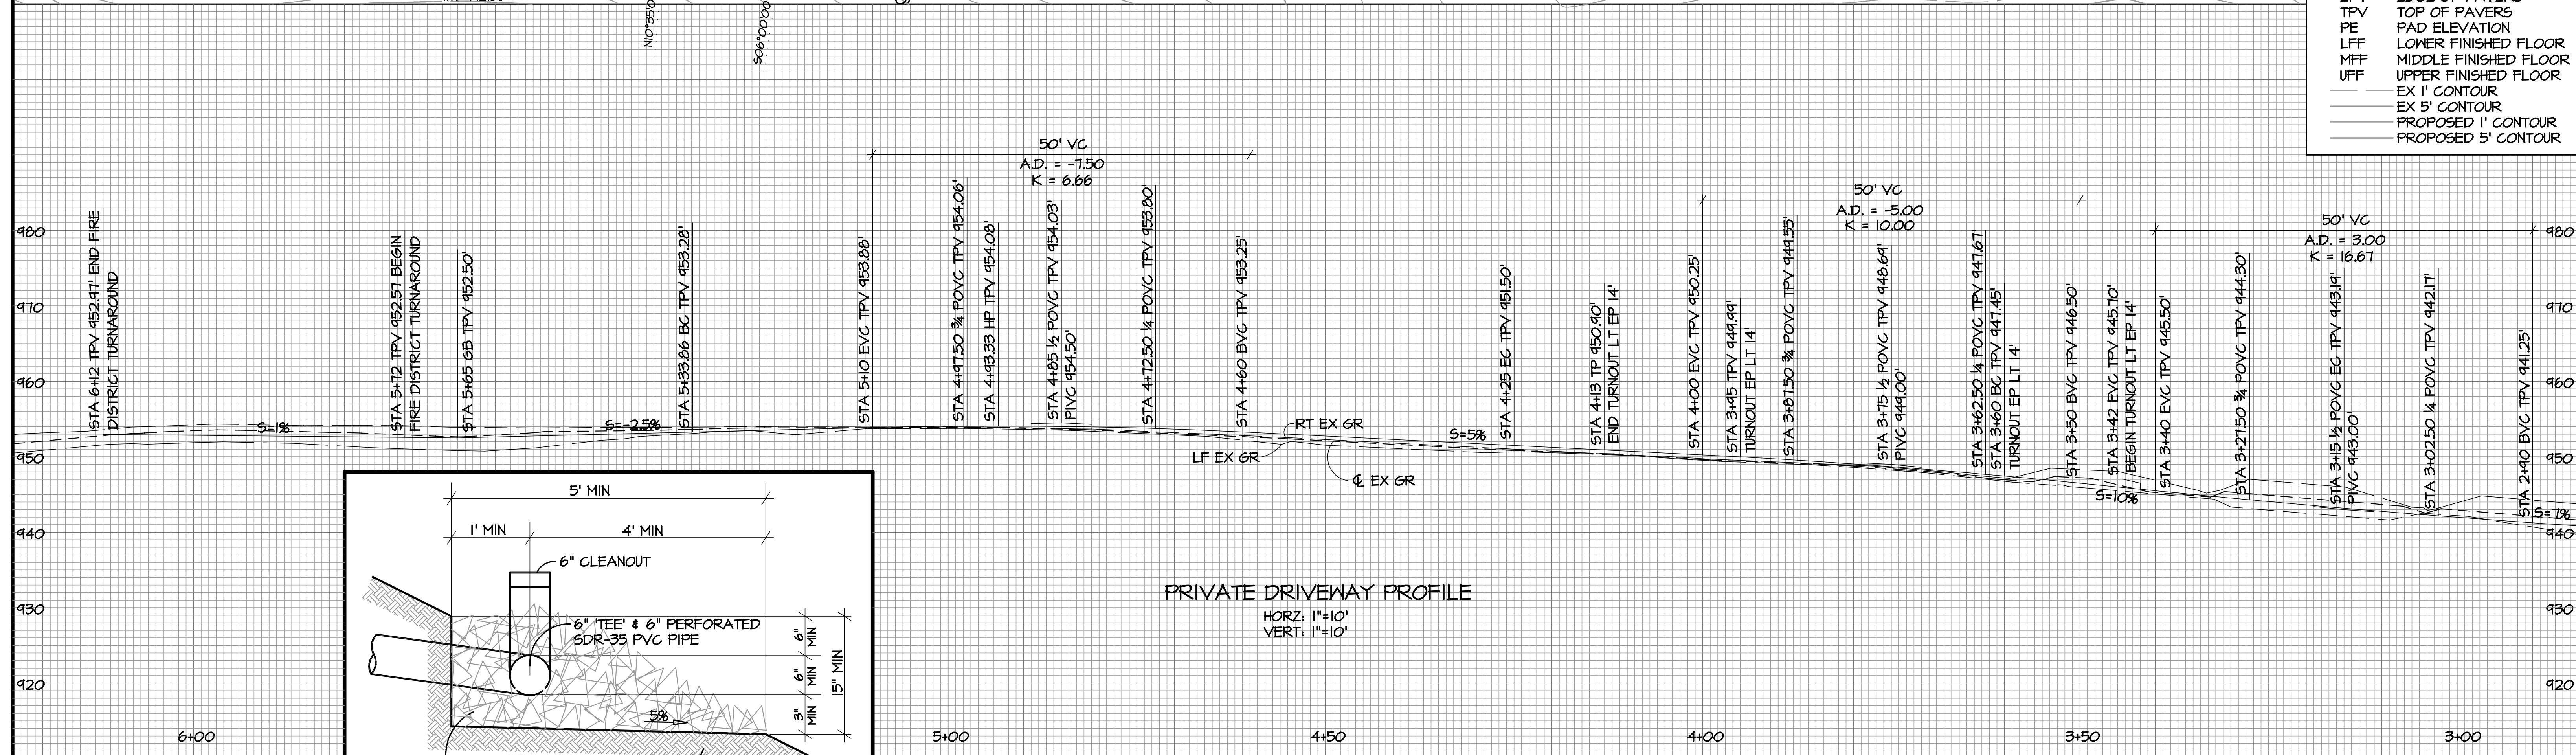 N10°35'0
S06°00'00"
TPV TOP OF PAVERS
PE PAD ELEVATION
LFF LOWER FINISHED FLOOR
MFF MIDDLE FINISHED FLOOR
UFF UPPER FINISHED FLOOR
EX 1' CONTOUR
EX 5' CONTOUR
PROPOSED 1' CONTOUR
PROPOSED 5' CONTOUR
50' VC
A.D. = -7.50
K = 6.66
50' VC
A.D. = -5.00
K = 10.00
50' VC
A.D. = 3.00
K = 16.67
980
970
960
950
940
930
920
980
970
960
950
940
930
920
STA 6+12 TPV 952.97' END FIRE
DISTRICT TURNAROUND
STA 5+72 TPV 952.57 BEGIN
FIRE DISTRICT TURNAROUND
STA 5+65 GB TPV 952.50'
STA 5+33.86 BC TPV 953.28'
STA 5+10 EVC TPV 953.88'
STA 4+97.50 ¾ POVC TPV 954.06'
STA 4+93.33 HP TPV 954.08'
STA 4+85 ½ POVC TPV 954.03'
PIVC 954.50'
STA 4+72.50 ¼ POVC TPV 953.80'
STA 4+60 BVC TPV 953.25'
STA 4+25 EC TPV 951.50'
STA 4+13 TP 950.90'
END TURNOUT LT EP 14'
STA 4+00 EVC TPV 950.25'
STA 3+95 TPV 949.99'
TURNOUT EP LT 14'
STA 3+87.50 ¾ POVC TPV 949.55'
STA 3+75 ½ POVC TPV 948.69'
PIVC 949.00'
STA 3+62.50 ¼ POVC TPV 947.67'
STA 3+60 BC TPV 947.45'
TURNOUT EP LT 14'
STA 3+50 BVC TPV 946.50'
STA 3+42 EVC TPV 945.70'
BEGIN TURNOUT LT EP 14'
STA 3+40 EVC TPV 945.50'
STA 3+27.50 ¾ POVC TPV 944.30'
STA 3+15 ½ POVC EC TPV 943.19'
PIVC 943.00'
STA 3+02.50 ¼ POVC TPV 942.17'
STA 2+90 BVC TPV 941.25'
S=1%
S=-2.5%
S=5%
S=10%
S=7%
RT EX GR
LF EX GR
℄ EX GR
5' MIN
1' MIN
4' MIN
6" CLEANOUT
6" 'TEE' & 6" PERFORATED
SDR-35 PVC PIPE
6"
MIN
6"
MIN
3"
MIN
15" MIN
5%
PRIVATE DRIVEWAY PROFILE
HORZ: 1"=10'
VERT: 1"=10'
6+00
5+00
4+50
4+00
3+50
3+00